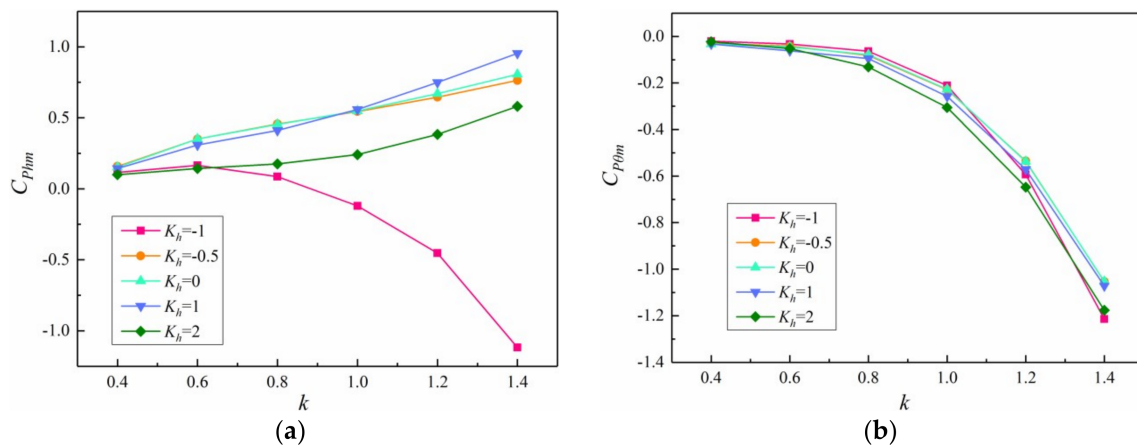 1.0
0.5
0.0
-0.5
-1.0
C_Phm
K_h=-1
K_h=-0.5
K_h=0
K_h=1
K_h=2
0.4 0.6 0.8 1.0 1.2 1.4
k
(a)
0.0
-0.2
-0.4
-0.6
-0.8
-1.0
-1.2
-1.4
C_Pθm
K_h=-1
K_h=-0.5
K_h=0
K_h=1
K_h=2
0.4 0.6 0.8 1.0 1.2 1.4
k
(b)